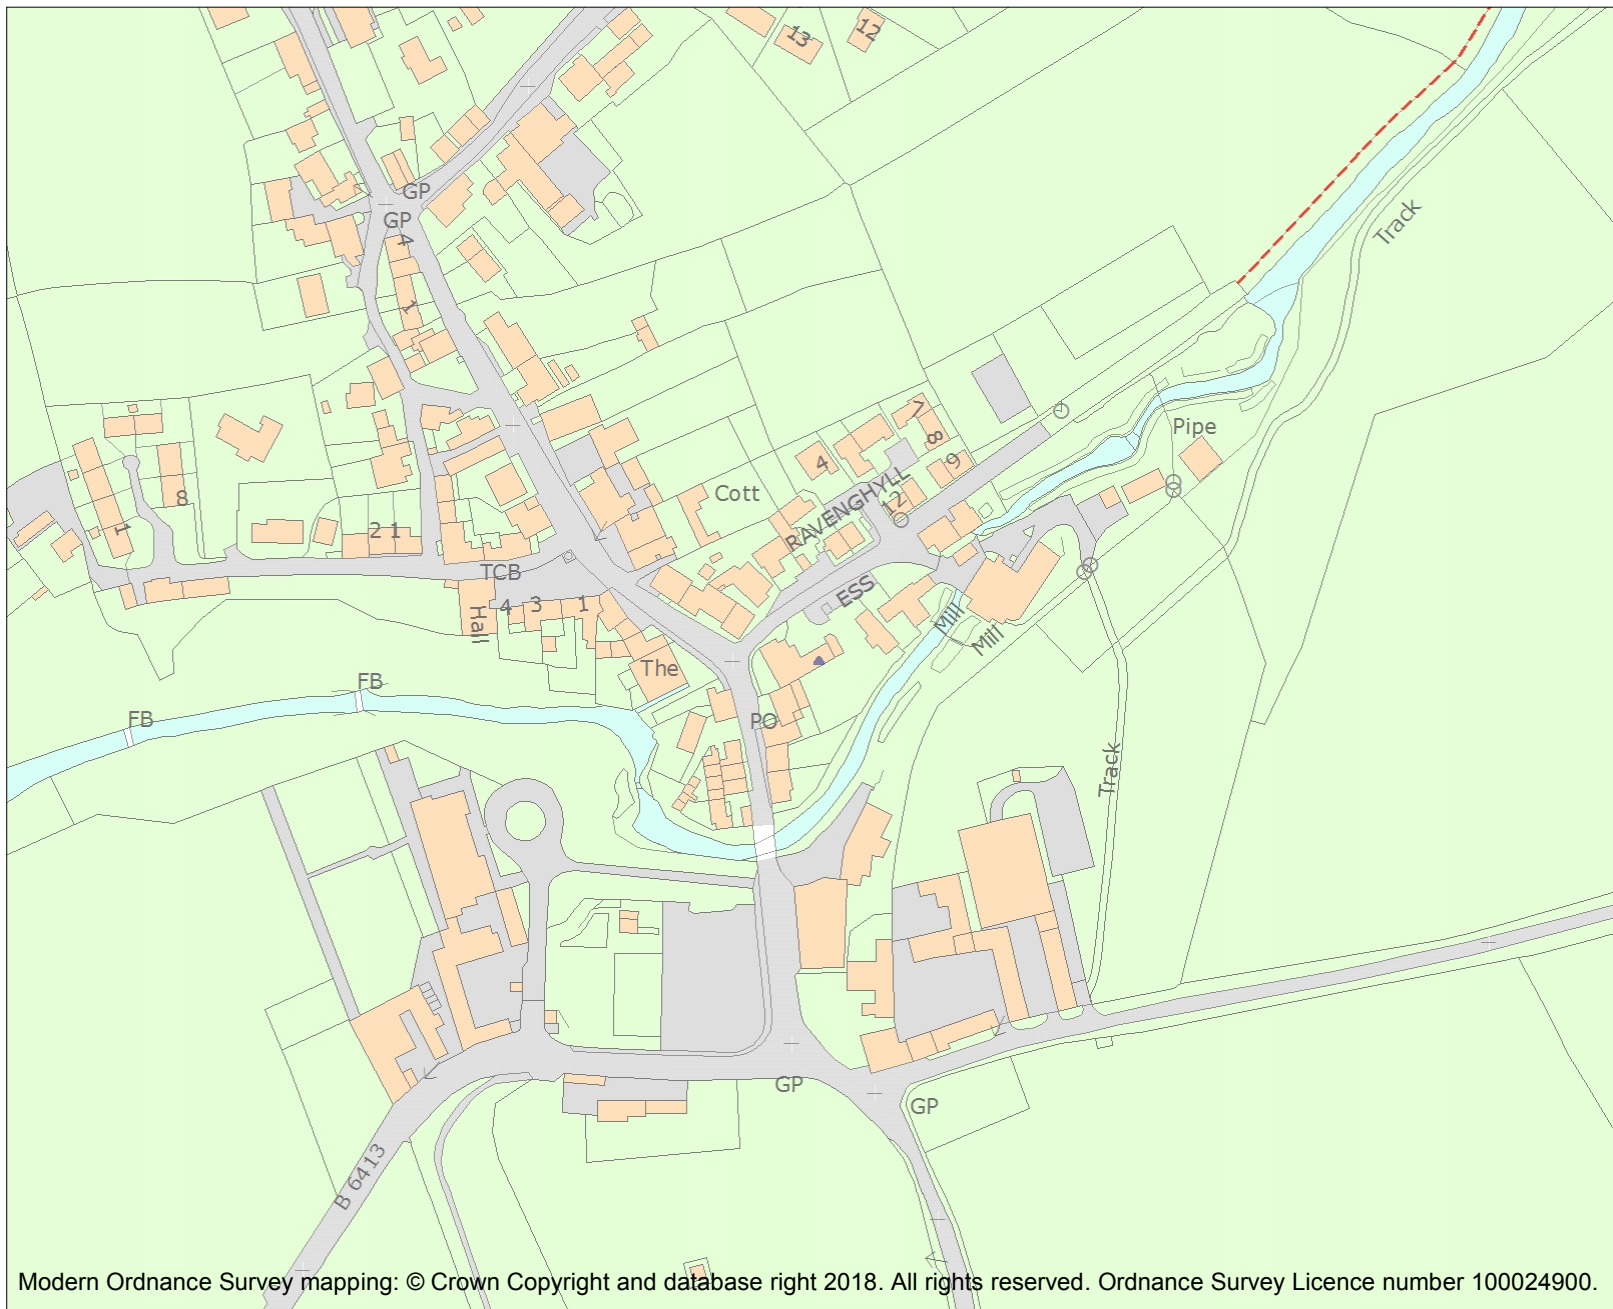 13
12
GP
GP
4
1
Track
7
8
9
4
12
Pipe
Cott
RAVENGHYLL
8
1
2 1
TCB
Hall
4
3
1
ESS
Mill
Mill
The
FB
FB
PO
Track
GP
GP
B 6413
Modern Ordnance Survey mapping: © Crown Copyright and database right 2018. All rights reserved. Ordnance Survey Licence number 100024900.